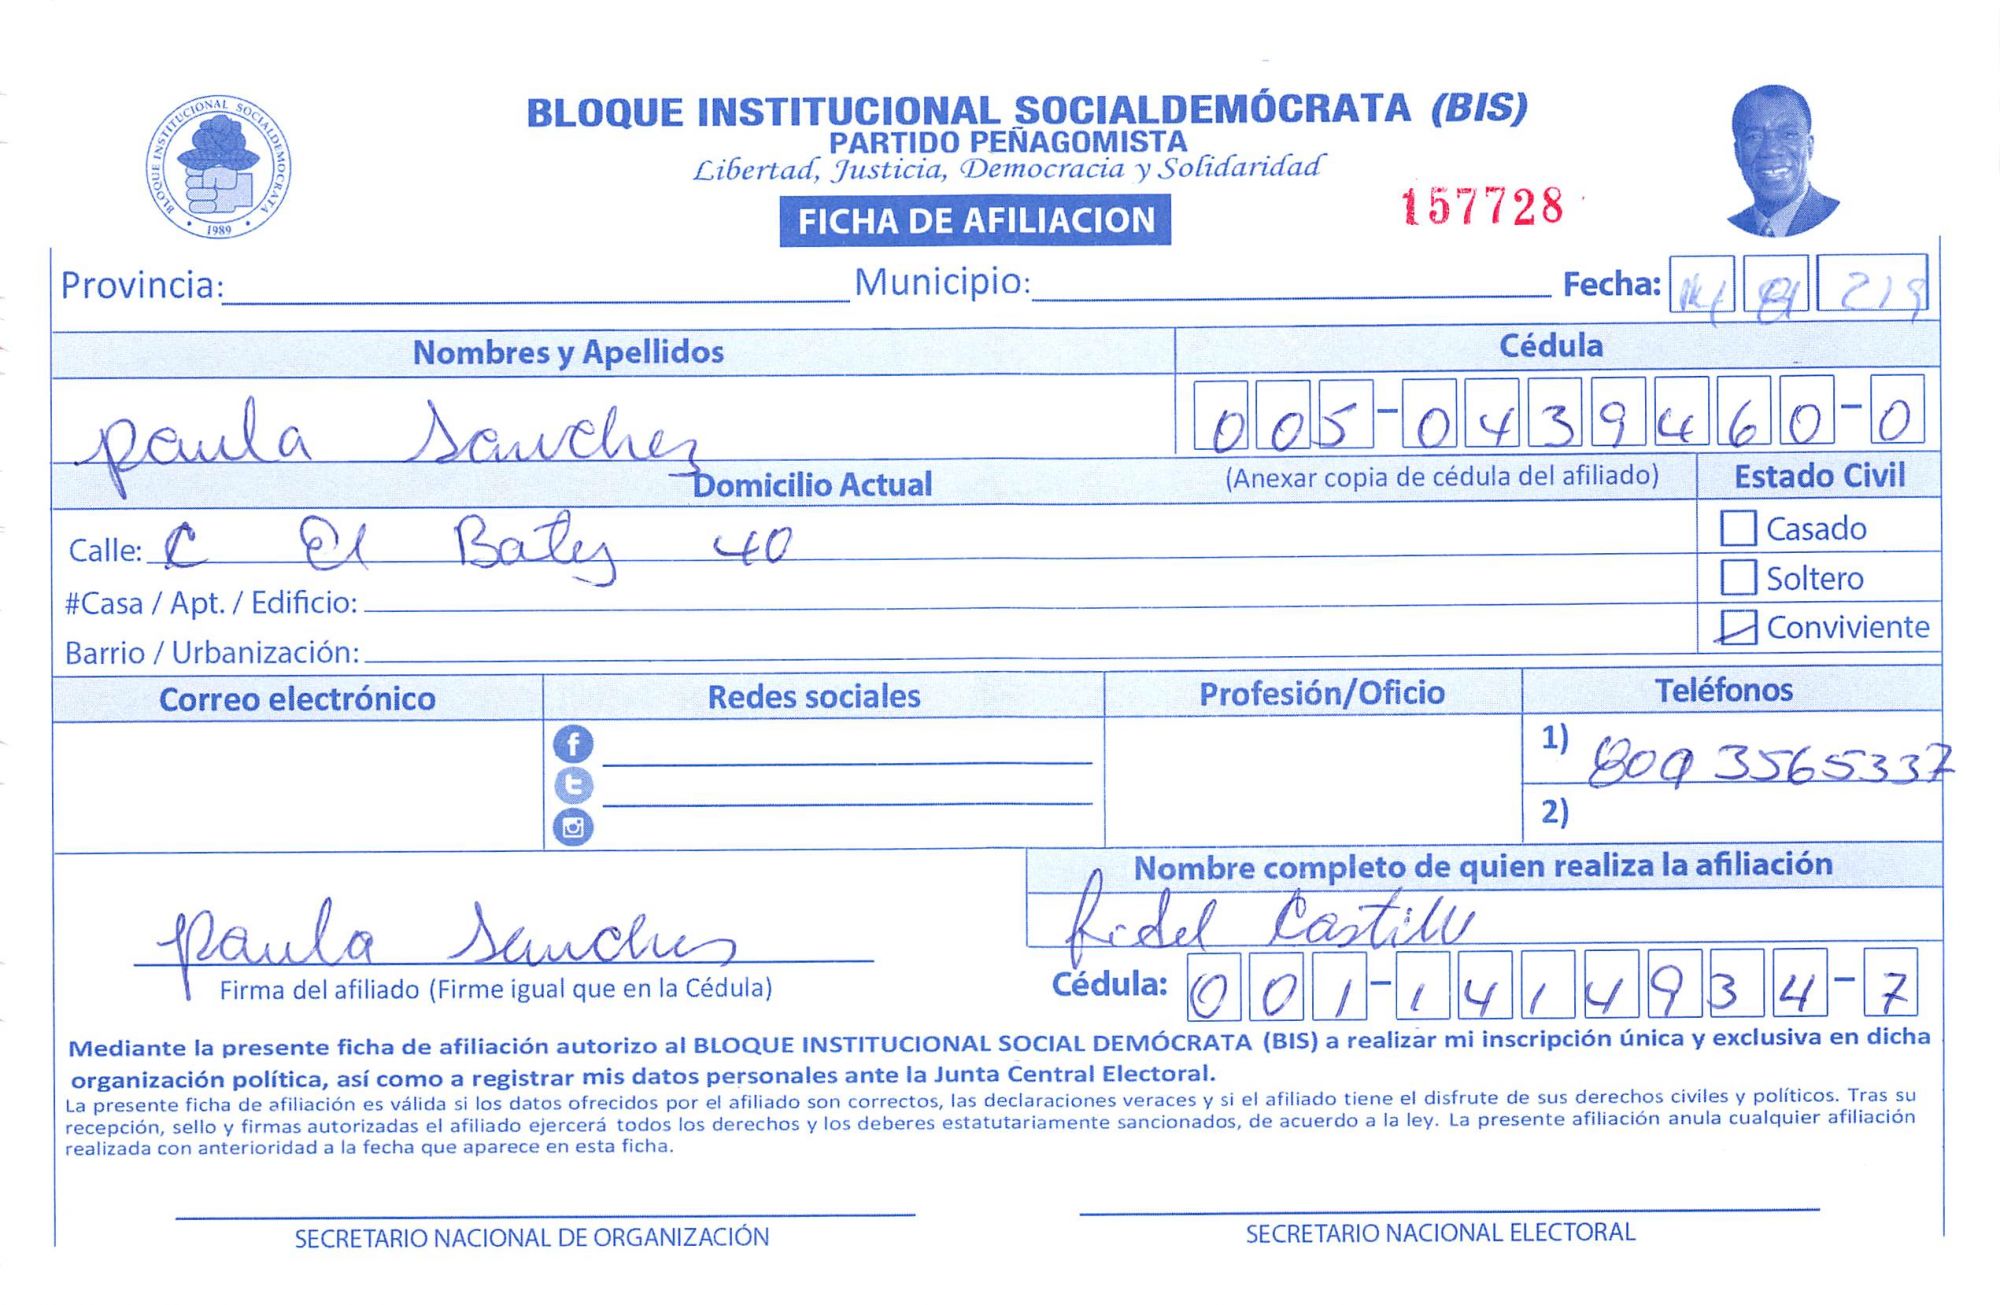 BLOQUE INSTITUCIONAL SOCIALDEMÓCRATA (BIS)
PARTIDO PEÑAGOMISTA
Libertad, Justicia, Democracia y Solidaridad
BLOQUE INSTITUCIONAL SOCIALDEMOCRATA
1989
FICHA DE AFILIACION
157728
Provincia: Municipio: Fecha: 14
Nombres y Apellidos Cédula
paula Sanchez 005-0439460-0
Domicilio Actual (Anexar copia de cédula del afiliado) Estado Civil
Calle: C El Batey 40 Casado
#Casa / Apt. / Edificio: Soltero
Barrio / Urbanización: Conviviente
Correo electrónico Redes sociales Profesión/Oficio Teléfonos
1) 809 3565337
2)
Nombre completo de quien realiza la afiliación
paula Sanches fidel Castillo
Firma del afiliado (Firme igual que en la Cédula) Cédula: 001-1414934-7
Mediante la presente ficha de afiliación autorizo al BLOQUE INSTITUCIONAL SOCIAL DEMÓCRATA (BIS) a realizar mi inscripción única y exclusiva en dicha
organización política, así como a registrar mis datos personales ante la Junta Central Electoral.
La presente ficha de afiliación es válida si los datos ofrecidos por el afiliado son correctos, las declaraciones veraces y si el afiliado tiene el disfrute de sus derechos civiles y políticos. Tras su
recepción, sello y firmas autorizadas el afiliado ejercerá todos los derechos y los deberes estatutariamente sancionados, de acuerdo a la ley. La presente afiliación anula cualquier afiliación
realizada con anterioridad a la fecha que aparece en esta ficha.
SECRETARIO NACIONAL DE ORGANIZACIÓN SECRETARIO NACIONAL ELECTORAL